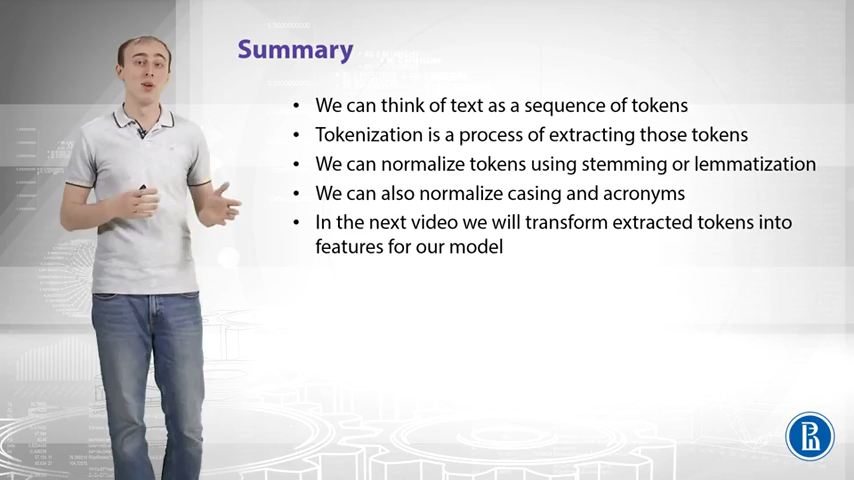 Summary
• We can think of text as a sequence of tokens
• Tokenization is a process of extracting those tokens
• We can normalize tokens using stemming or lemmatization
• We can also normalize casing and acronyms
• In the next video we will transform extracted tokens into
features for our model